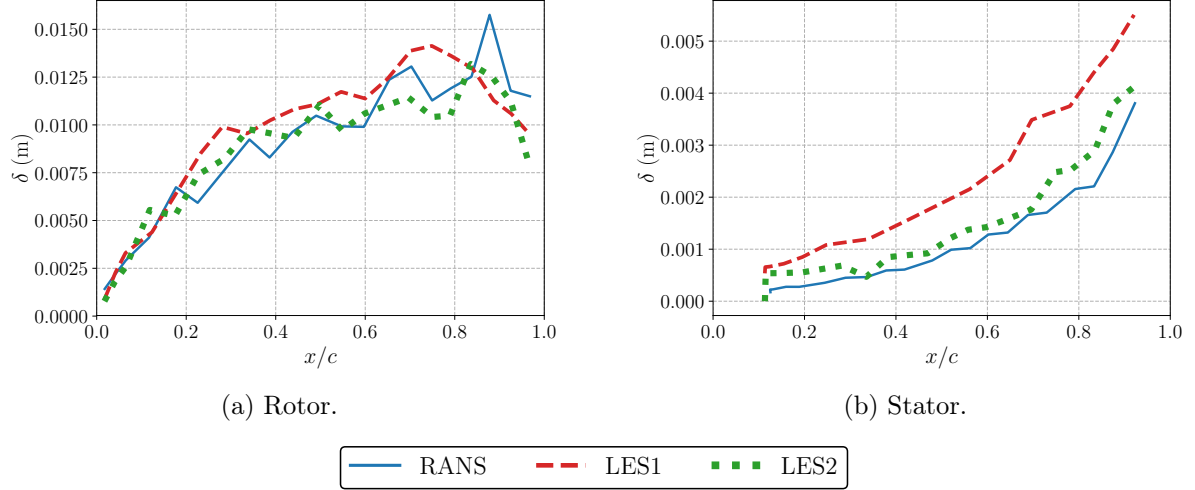 0.0150
0.0125
0.0100
0.0075
0.0050
0.0025
0.0000
δ (m)
0.0 0.2 0.4 0.6 0.8 1.0
x/c
(a) Rotor.
0.005
0.004
0.003
0.002
0.001
0.000
δ (m)
0.0 0.2 0.4 0.6 0.8 1.0
x/c
(b) Stator.
RANS LES1 LES2